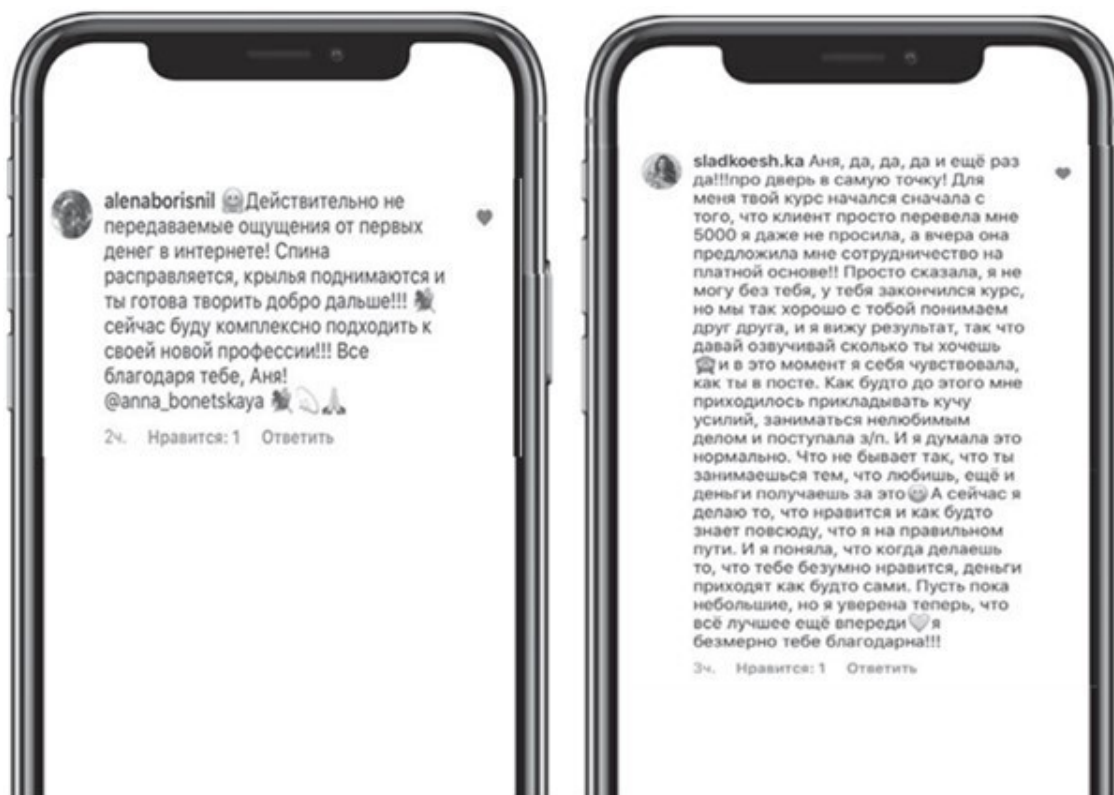 alenaborisnil 🤗Действительно не
передаваемые ощущения от первых
денег в интернете! Спина
расправляется, крылья поднимаются и
ты готова творить добро дальше!!!
сейчас буду комплексно подходить к
своей новой профессии!!! Все
благодаря тебе, Аня!
@anna_bonetskaya 💫🙏
2ч. Нравится: 1 Ответить
sladkoesh.ka Аня, да, да, да и ещё раз
да!!!про дверь в самую точку! Для
меня твой курс начался сначала с
того, что клиент просто перевела мне
5000 я даже не просила, а вчера она
предложила мне сотрудничество на
платной основе!! Просто сказала, я не
могу без тебя, у тебя закончился курс,
но мы так хорошо с тобой понимаем
друг друга, и я вижу результат, так что
давай озвучивай сколько ты хочешь
🙈и в это момент я себя чувствовала,
как ты в посте. Как будто до этого мне
приходилось прикладывать кучу
усилий, заниматься нелюбимым
делом и поступала з/п. И я думала это
нормально. Что не бывает так, что ты
занимаешься тем, что любишь, ещё и
деньги получаешь за это😀А сейчас я
делаю то, что нравится и как будто
знает повсюду, что я на правильном
пути. И я поняла, что когда делаешь
то, что тебе безумно нравится, деньги
приходят как будто сами. Пусть пока
небольшие, но я уверена теперь, что
всё лучшее ещё впереди🤍я
безмерно тебе благодарна!!!
3ч. Нравится: 1 Ответить